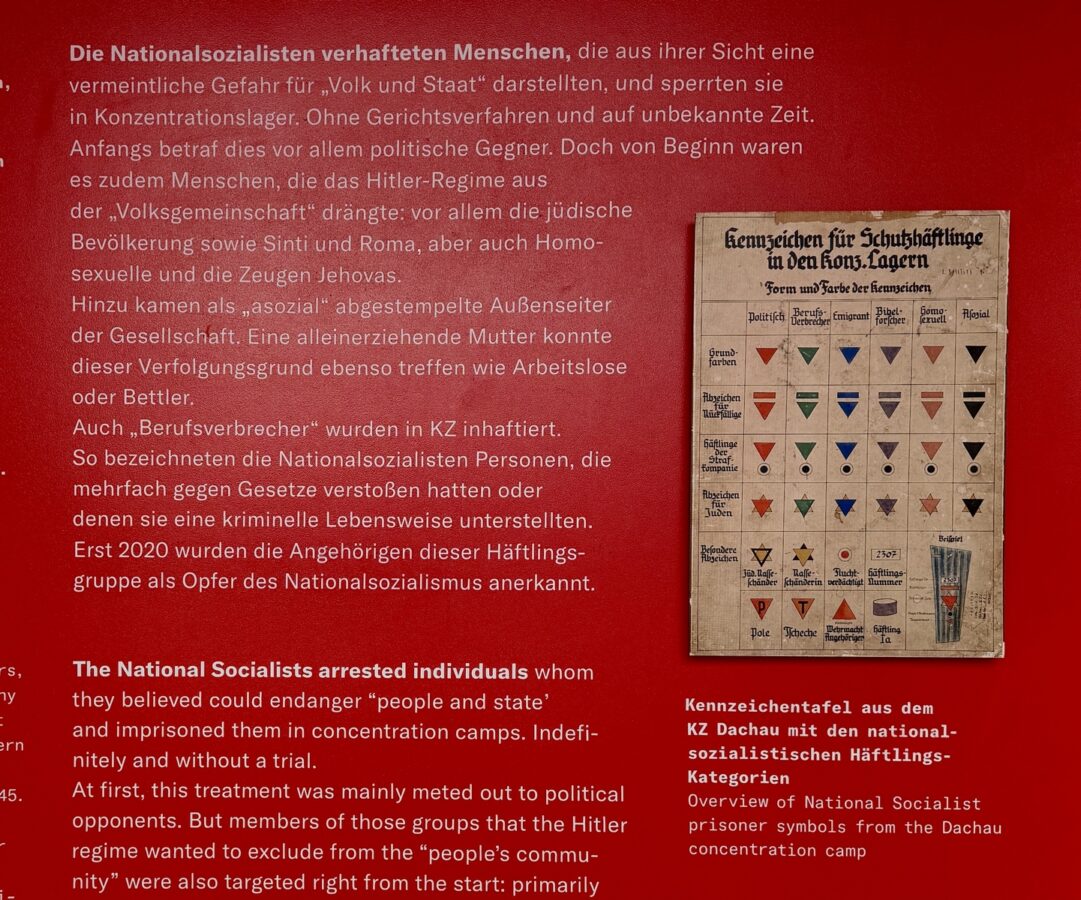 Die Nationalsozialisten verhafteten Menschen, die aus ihrer Sicht eine
vermeintliche Gefahr für „Volk und Staat“ darstellten, und sperrten sie
in Konzentrationslager. Ohne Gerichtsverfahren und auf unbekannte Zeit.
Anfangs betraf dies vor allem politische Gegner. Doch von Beginn waren
es zudem Menschen, die das Hitler-Regime aus
der „Volksgemeinschaft“ drängte: vor allem die jüdische
Bevölkerung sowie Sinti und Roma, aber auch Homo-
sexuelle und die Zeugen Jehovas.
Hinzu kamen als „asozial“ abgestempelte Außenseiter
der Gesellschaft. Eine alleinerziehende Mutter konnte
dieser Verfolgungsgrund ebenso treffen wie Arbeitslose
oder Bettler.
Auch „Berufsverbrecher“ wurden in KZ inhaftiert.
So bezeichneten die Nationalsozialisten Personen, die
mehrfach gegen Gesetze verstoßen hatten oder
denen sie eine kriminelle Lebensweise unterstellten.
Erst 2020 wurden die Angehörigen dieser Häftlings-
gruppe als Opfer des Nationalsozialismus anerkannt.
The National Socialists arrested individuals whom
they believed could endanger “people and state’
and imprisoned them in concentration camps. Indefi-
nitely and without a trial.
At first, this treatment was mainly meted out to political
opponents. But members of those groups that the Hitler
regime wanted to exclude from the “people’s commu-
nity” were also targeted right from the start: primarily
Kennzeichen für Schutzhäftlinge
in den Konz.Lagern
Form und Farbe der Kennzeichen
Politisch Berufs-Verbrecher Emigrant Bibel-forscher Homo-sexuell Asozial
Grund-
farben
Abzeichen
für
Rückfällige
Häftlinge
der
Straf-
kompanie
Abzeichen
für
Juden
Besondere
Abzeichen
2307
Beispiel
Jüd. Rasse-schänder Rasse-schänderin Flucht-verdächtigt Häftlings-Nummer
P T
Pole Tscheche Wehrmacht Angehöriger Häftling Ia
Kennzeichentafel aus dem
KZ Dachau mit den national-
sozialistischen Häftlings-
Kategorien
Overview of National Socialist
prisoner symbols from the Dachau
concentration camp
rs,
ny
ern
45.